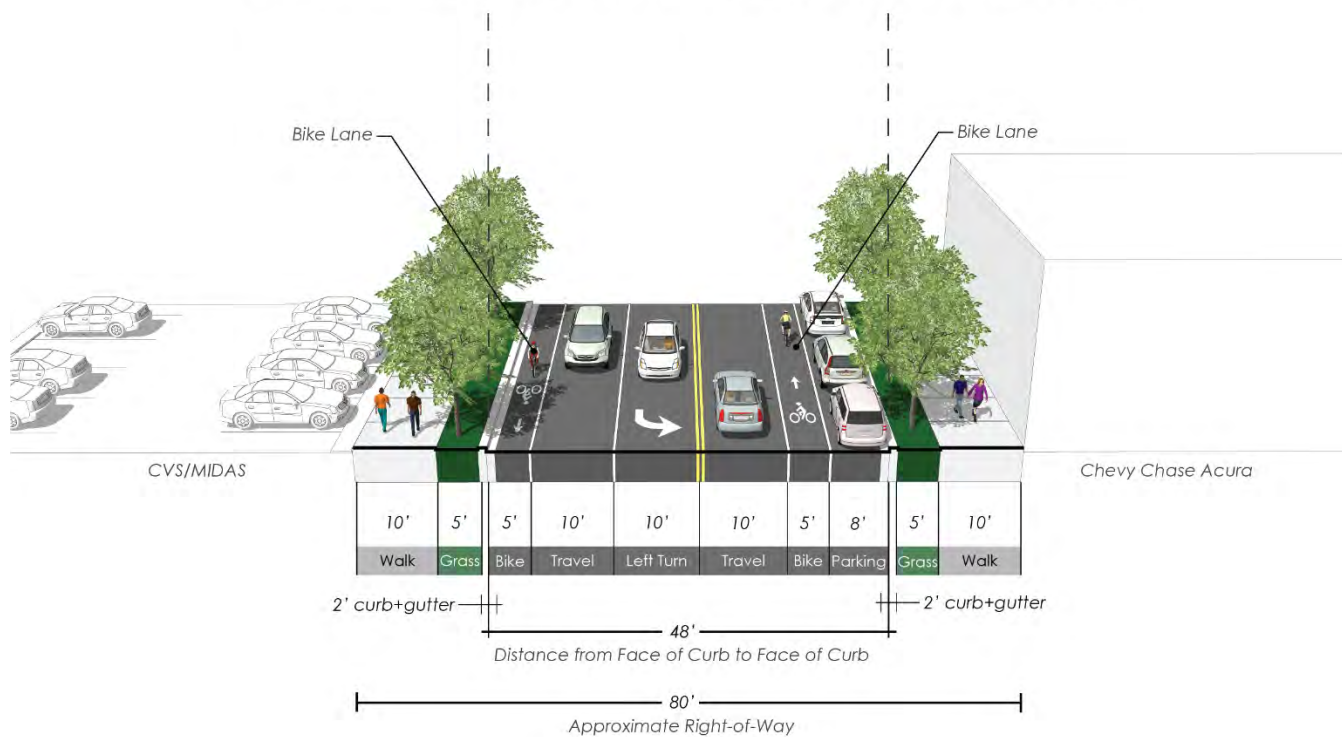 Bike Lane
Bike Lane
CVS/MIDAS
Chevy Chase Acura
10’ 5’ 5’ 10’ 10’ 10’ 5’ 8’ 5’ 10’
Walk Grass Bike Travel Left Turn Travel Bike Parking Grass Walk
2’ curb+gutter
2’ curb+gutter
48’
Distance from Face of Curb to Face of Curb
80’
Approximate Right-of-Way